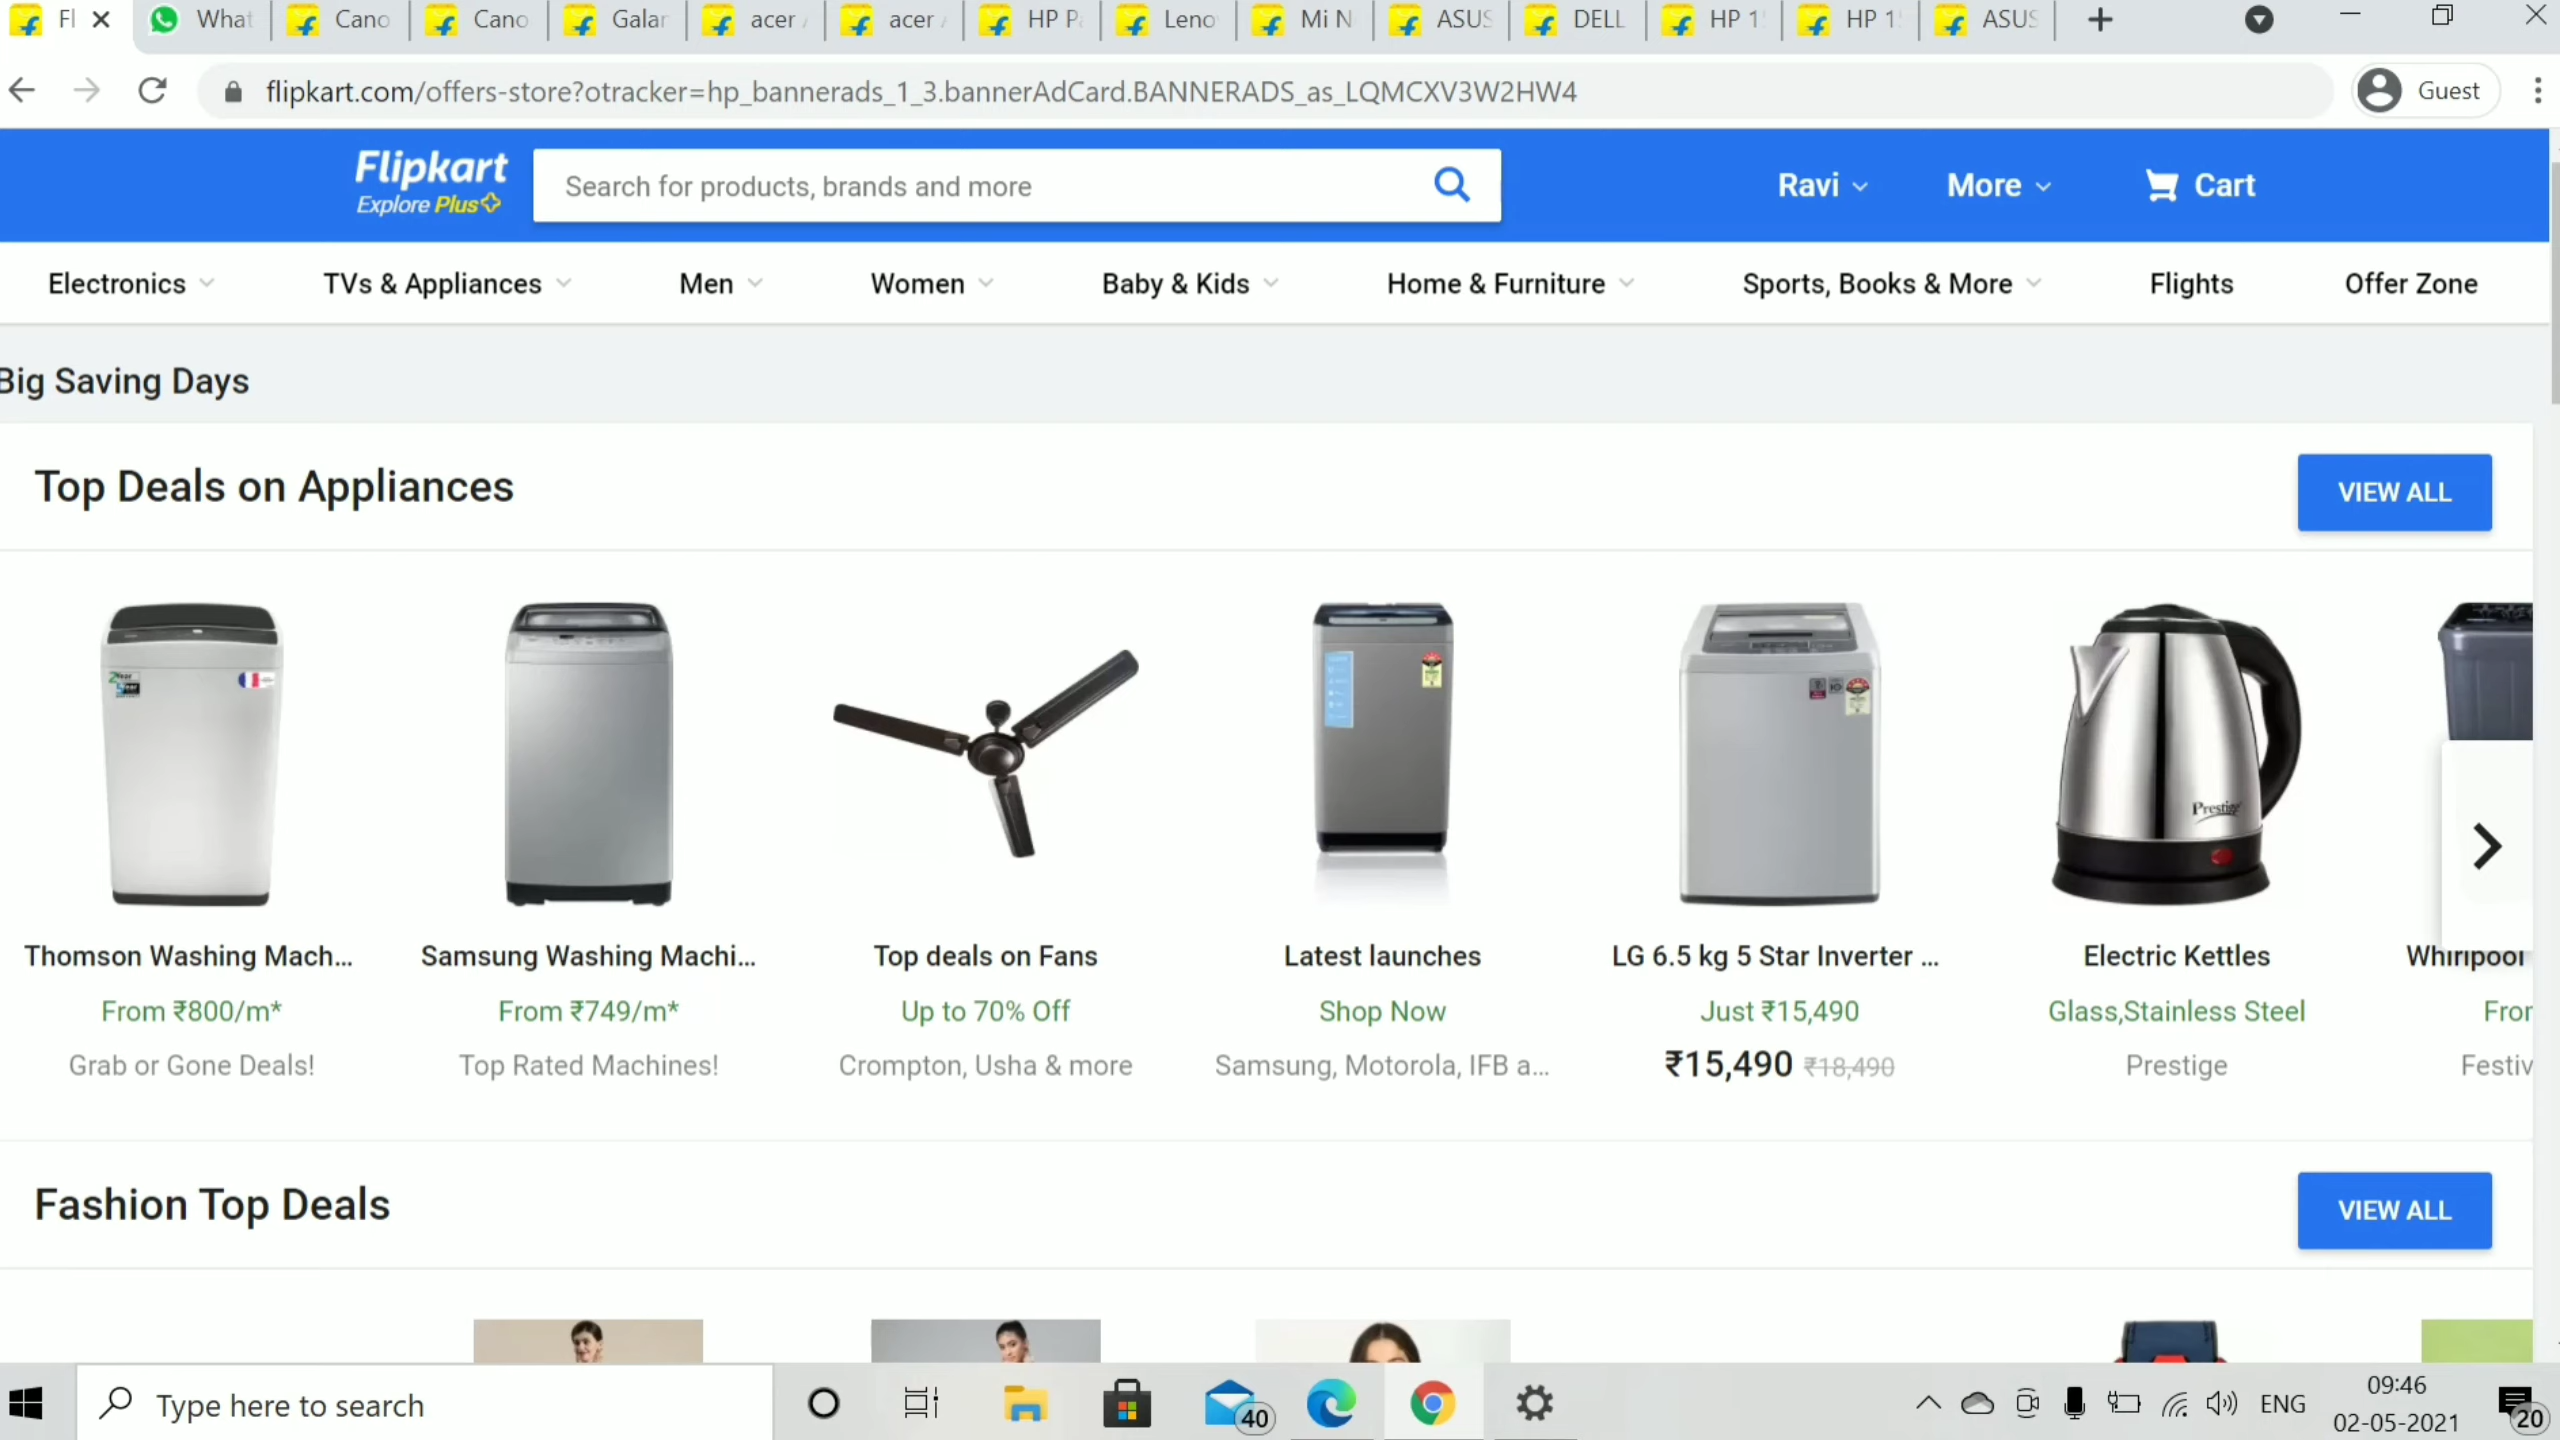 Fl What Cano Cano Galar acer acer HP P Leno Mi N ASUS DELL HP 1 HP 1 ASUS
flipkart.com/offers-store?otracker=hp_bannerads_1_3.bannerAdCard.BANNERADS_as_LQMCXV3W2HW4 Guest
Flipkart
Explore Plus
Search for products, brands and more
Ravi More Cart
Electronics TVs & Appliances Men Women Baby & Kids Home & Furniture Sports, Books & More Flights Offer Zone
Big Saving Days
Top Deals on Appliances VIEW ALL
Prestige
Thomson Washing Mach... Samsung Washing Machi... Top deals on Fans Latest launches LG 6.5 kg 5 Star Inverter ... Electric Kettles Whirlpool
From ₹800/m* From ₹749/m* Up to 70% Off Shop Now Just ₹15,490 Glass,Stainless Steel From
Grab or Gone Deals! Top Rated Machines! Crompton, Usha & more Samsung, Motorola, IFB a... ₹15,490 ₹18,490 Prestige Festiv
Fashion Top Deals VIEW ALL
Type here to search 40 ENG 09:46
02-05-2021 20